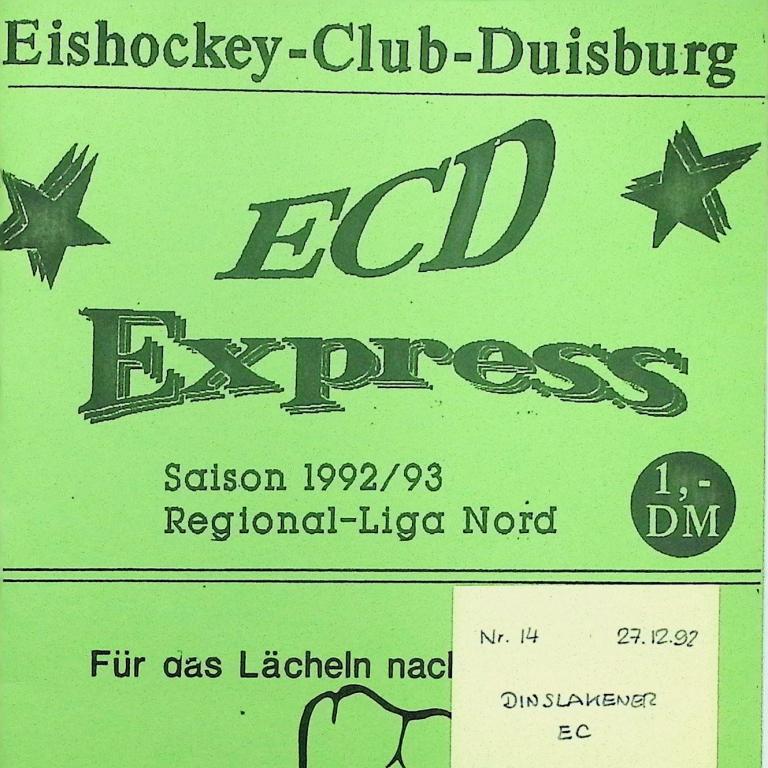 Eishockey-Club-Duisburg
ECD
Express
Saison 1992/93
Regional-Liga Nord
1,-
DM
Für das Lächeln nach
Nr. 14 27.12.92
DINSLAKENER
EC